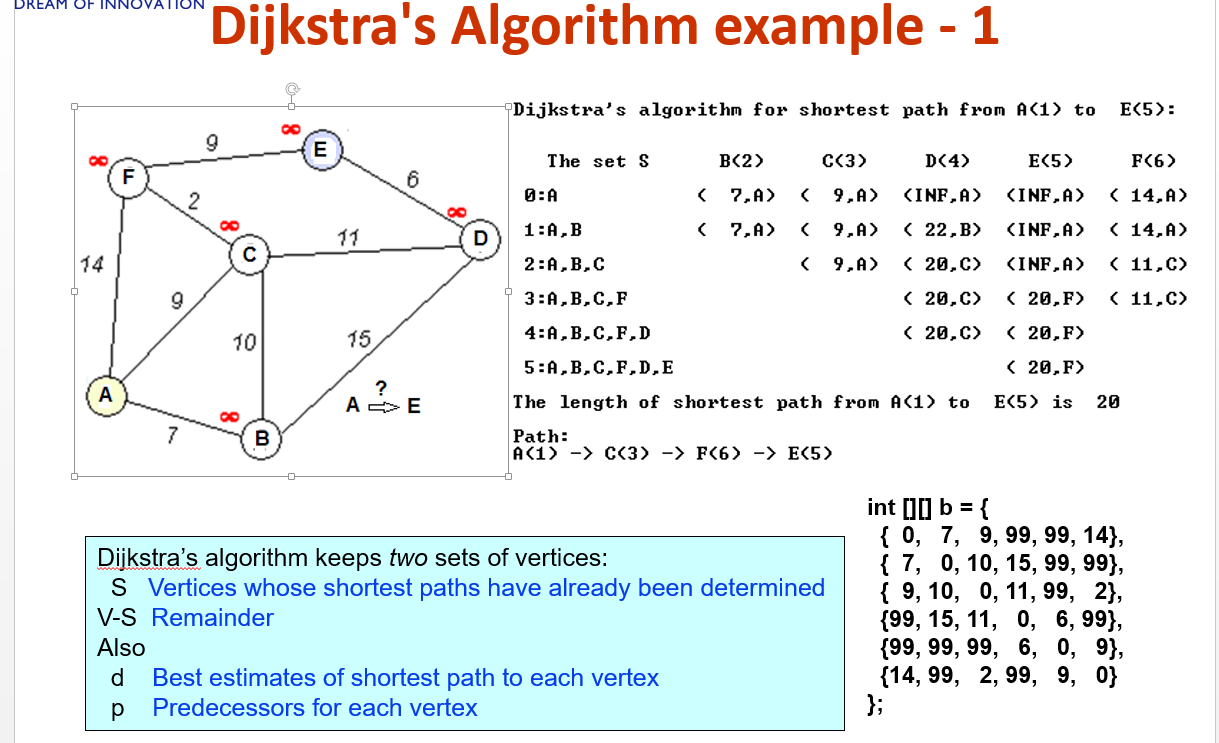 DREAM OF INNOVATION
Dijkstra's Algorithm example - 1
∞
9
∞
E
F
2
6
∞
∞
C
11
D
14
9
10
15
A
?
A ⇨ E
7
∞
B
Dijkstra's algorithm for shortest path from A(1) to E(5):
The set S B(2) C(3) D(4) E(5) F(6)
0:A ( 7,A) ( 9,A) (INF,A) (INF,A) ( 14,A)
1:A,B ( 7,A) ( 9,A) ( 22,B) (INF,A) ( 14,A)
2:A,B,C ( 9,A) ( 20,C) (INF,A) ( 11,C)
3:A,B,C,F ( 20,C) ( 20,F) ( 11,C)
4:A,B,C,F,D ( 20,C) ( 20,F)
5:A,B,C,F,D,E ( 20,F)
The length of shortest path from A(1) to E(5) is 20
Path:
A(1) -> C(3) -> F(6) -> E(5)
Dijkstra's algorithm keeps two sets of vertices:
S Vertices whose shortest paths have already been determined
V-S Remainder
Also
d Best estimates of shortest path to each vertex
p Predecessors for each vertex
int [][] b = {
{ 0, 7, 9, 99, 99, 14},
{ 7, 0, 10, 15, 99, 99},
{ 9, 10, 0, 11, 99, 2},
{99, 15, 11, 0, 6, 99},
{99, 99, 99, 6, 0, 9},
{14, 99, 2, 99, 9, 0}
};